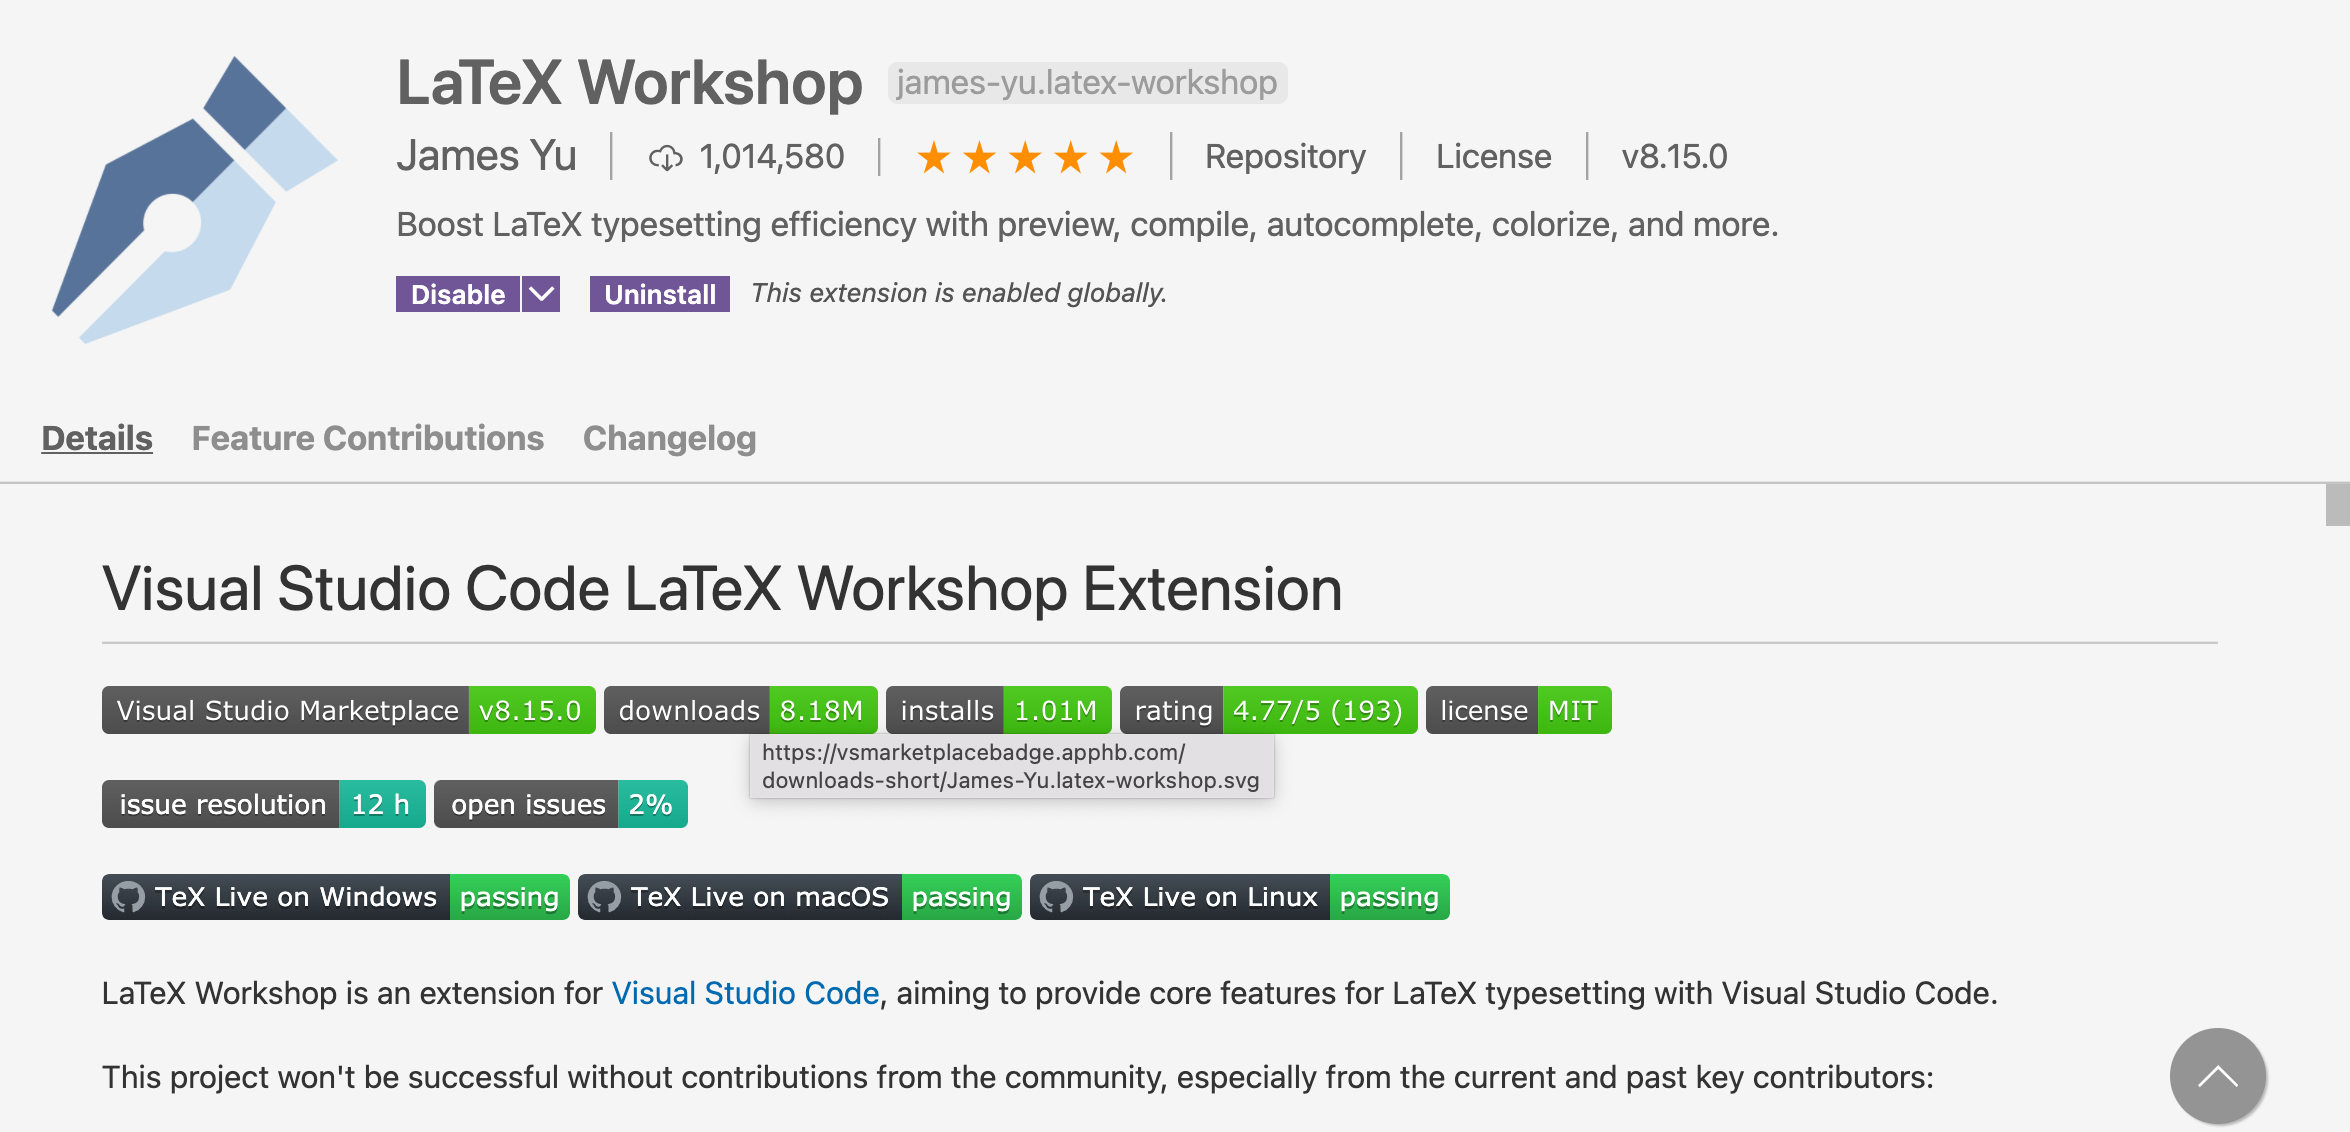 LaTeX Workshop james-yu.latex-workshop
James Yu 1,014,580 Repository License v8.15.0
Boost LaTeX typesetting efficiency with preview, compile, autocomplete, colorize, and more.
Disable Uninstall This extension is enabled globally.
Details Feature Contributions Changelog
Visual Studio Code LaTeX Workshop Extension
Visual Studio Marketplace v8.15.0 downloads 8.18M installs 1.01M rating 4.77/5 (193) license MIT
https://vsmarketplacebadge.apphb.com/
downloads-short/James-Yu.latex-workshop.svg
issue resolution 12 h open issues 2%
TeX Live on Windows passing TeX Live on macOS passing TeX Live on Linux passing
LaTeX Workshop is an extension for Visual Studio Code, aiming to provide core features for LaTeX typesetting with Visual Studio Code.
This project won't be successful without contributions from the community, especially from the current and past key contributors: